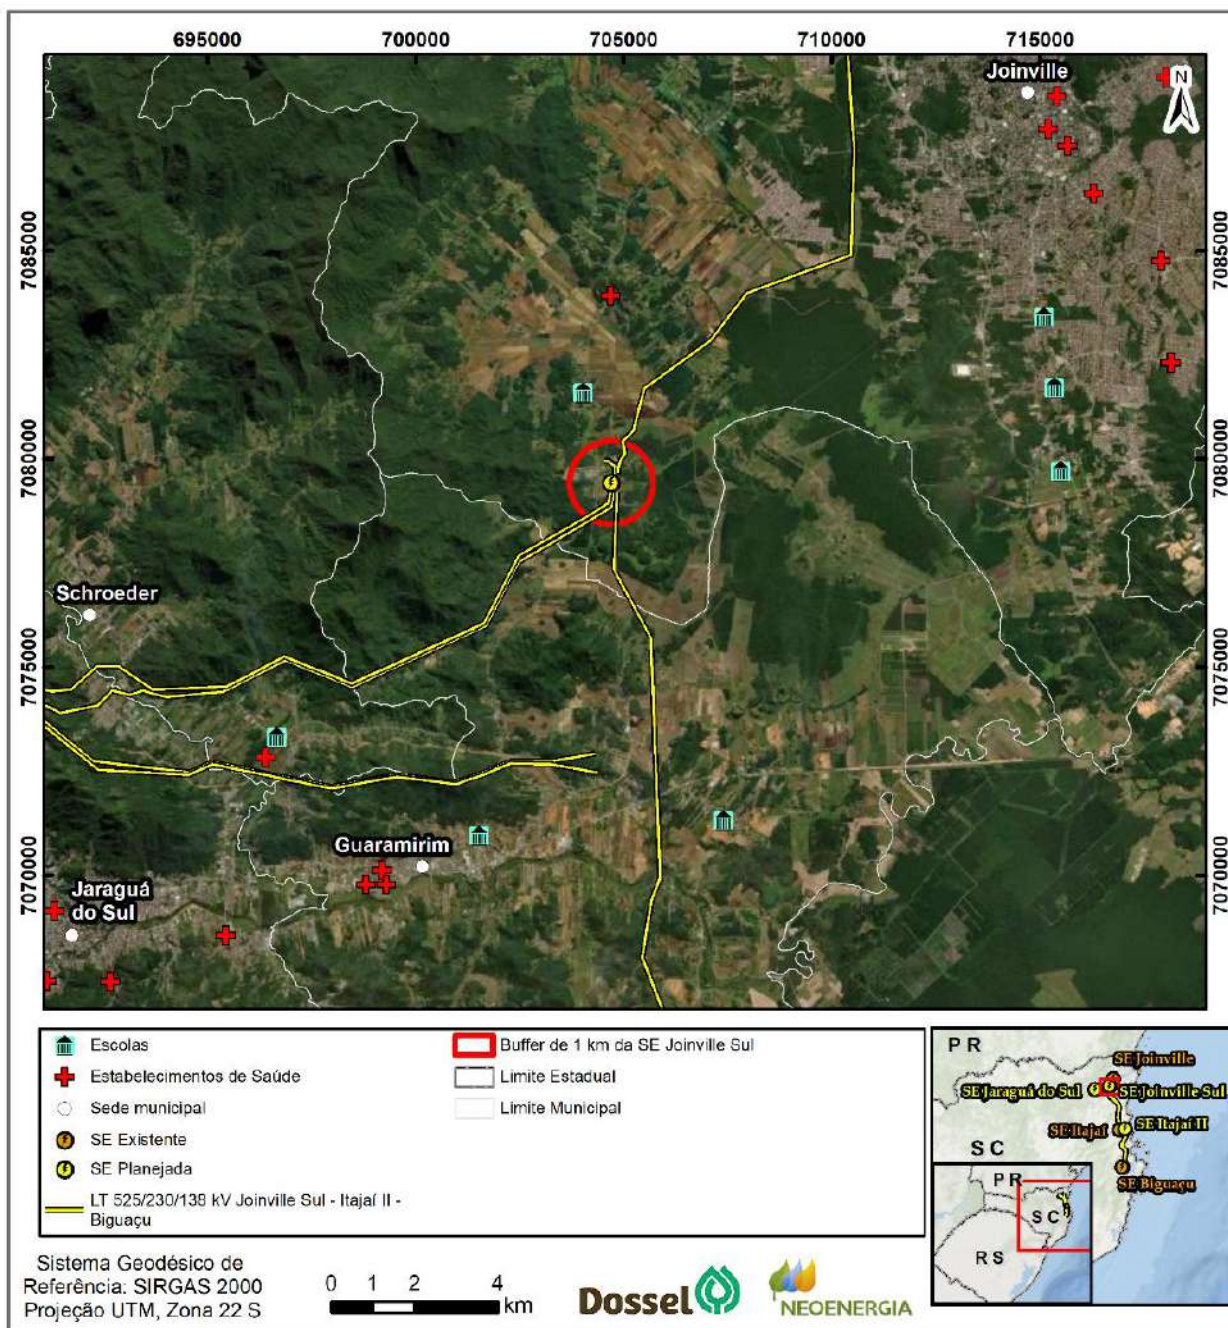 695000 700000 705000 710000 715000
Joinville
N
7085000 7085000
7080000 7080000
Schroeder
7075000 7075000
Guaramirim
7070000 7070000
Jaraguá
do Sul
Escolas
Estabelecimentos de Saúde
Sede municipal
SE Existente
SE Planejada
LT 525/230/138 kV Joinville Sul - Itajaí II -
Biguaçu
Buffer de 1 km da SE Joinville Sul
Limite Estadual
Limite Municipal
PR
SE Joinville
SE Jaraguá do Sul
SE Joinville Sul
SE Itajaí
SE Itajaí II
SC
SE Biguaçu
PR
SC
RS
Sistema Geodésico de
Referência: SIRGAS 2000
Projeção UTM, Zona 22 S
0 1 2 4
km
Dossel
NEOENERGIA